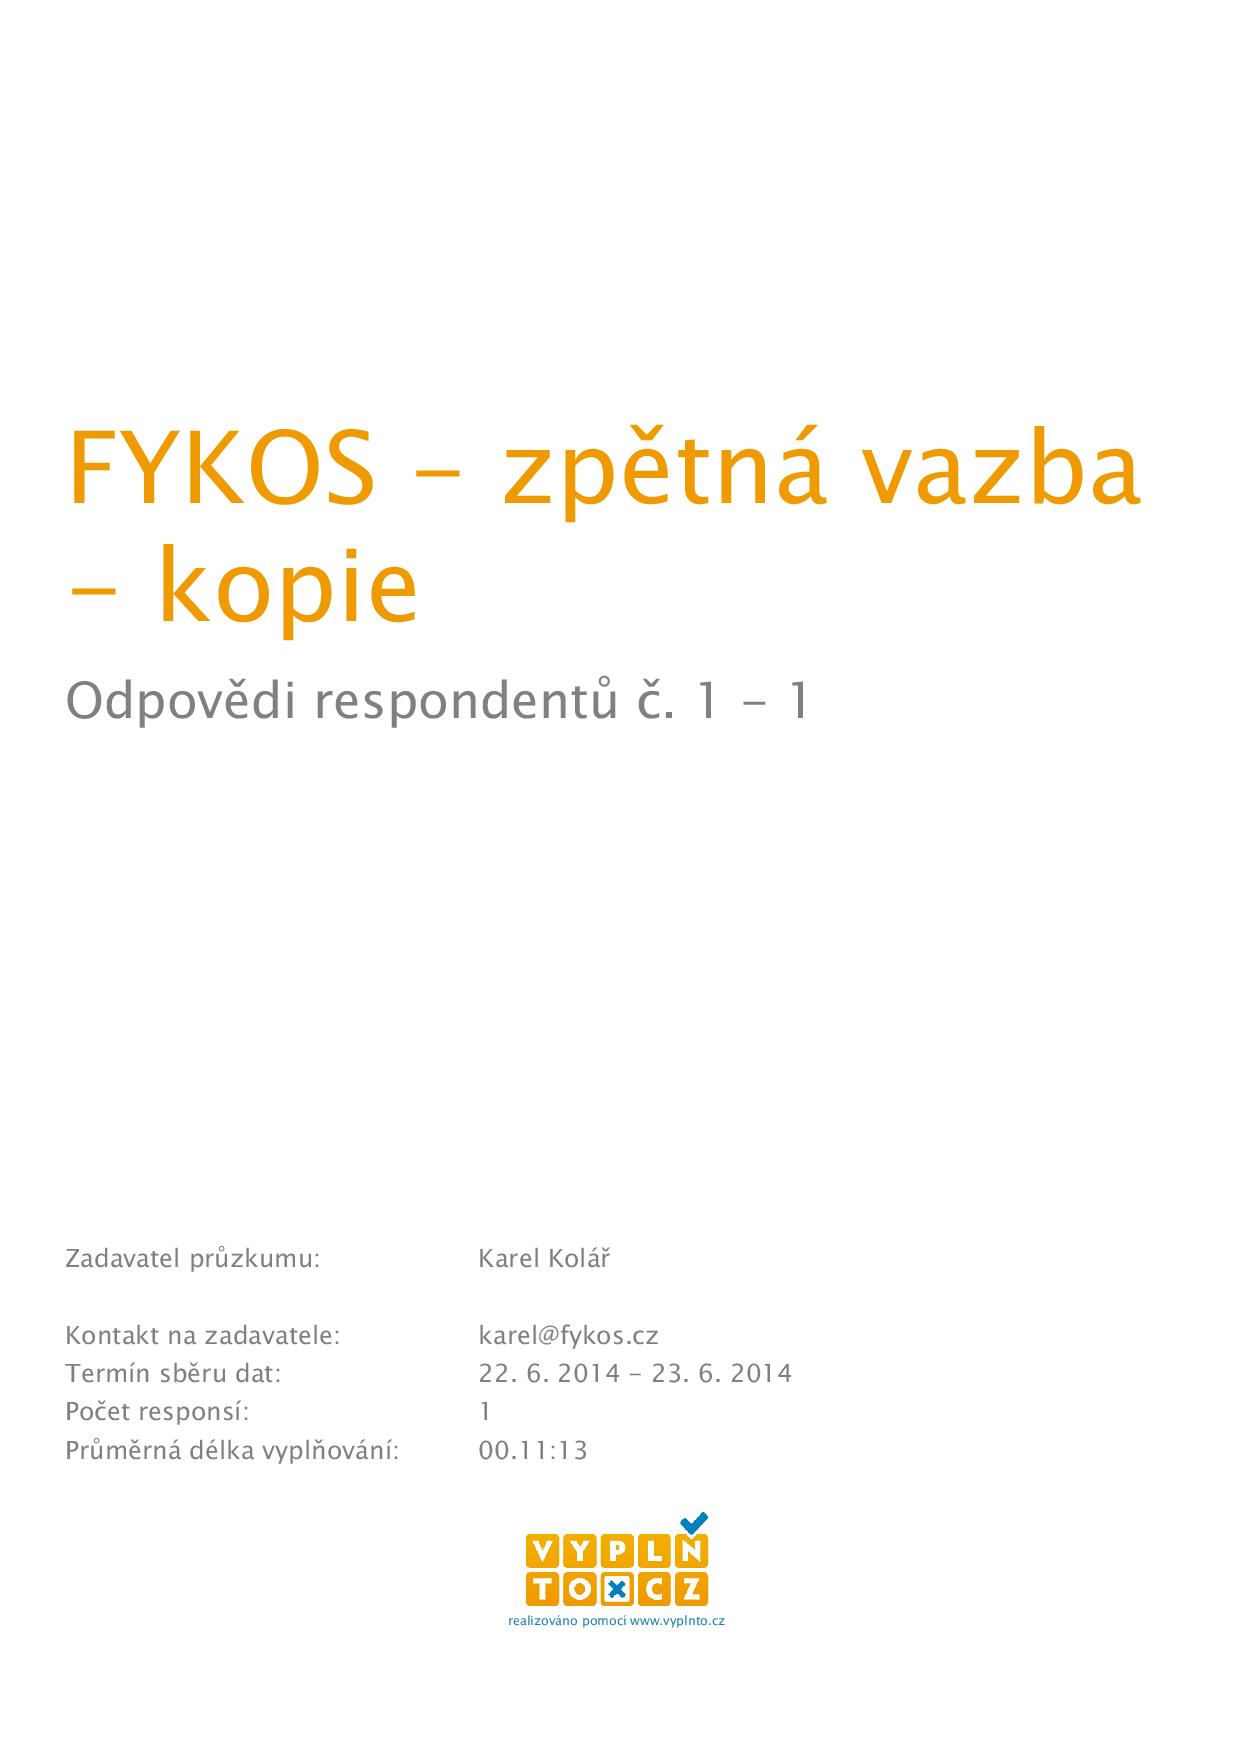 FYKOS - zpětná vazba
- kopie
Odpovědi respondentů č. 1 - 1
Zadavatel průzkumu: Karel Kolář
Kontakt na zadavatele: karel@fykos.cz
Termín sběru dat: 22. 6. 2014 - 23. 6. 2014
Počet responsí: 1
Průměrná délka vyplňování: 00.11:13
VYPLŇ
TO×CZ
realizováno pomocí www.vyplnto.cz